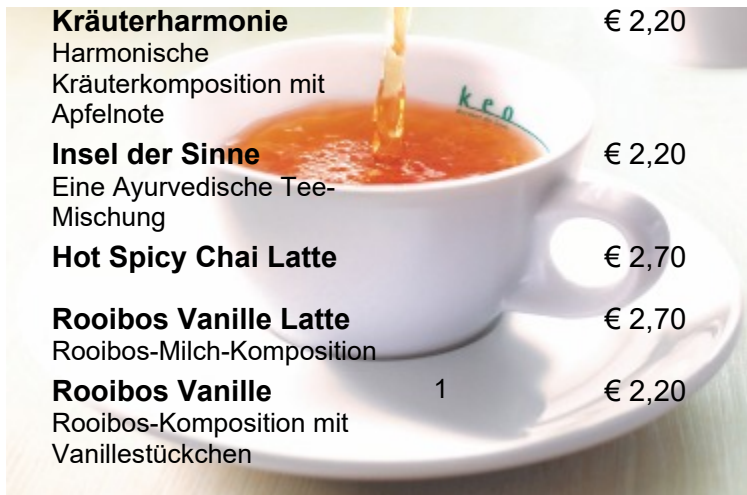 Kräuterharmonie € 2,20
Harmonische
Kräuterkomposition mit
Apfelnote
keo
Insel der Sinne € 2,20
Eine Ayurvedische Tee-
Mischung
Hot Spicy Chai Latte € 2,70
Rooibos Vanille Latte € 2,70
Rooibos-Milch-Komposition
Rooibos Vanille 1 € 2,20
Rooibos-Komposition mit
Vanillestückchen